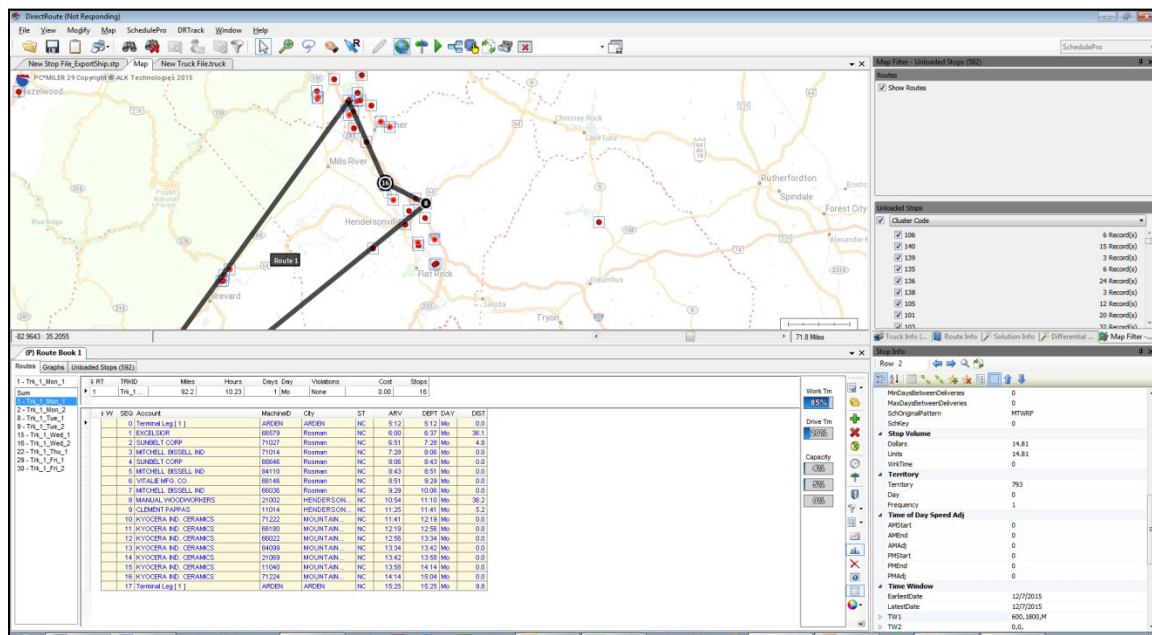 DirectRoute (Not Responding)
File View Modify Map SchedulePro DRTrack Window Help
SchedulePro
New Stop File_ExportShip.stp Map New Truck File.truck
PC*MILER 29 Copyright © ALK Technologies 2015
Hazelwood
Chimney Rock
Lake Lure
Mills River
Rutherfordton
Spindale
Forest City
Hendersonville
Route 1
Flat Rock
Brevard
Columbus
Saluda
Tryon
16
8
-82.9643 : 35.2055
71.8 Miles
Map Filter - Unloaded Stops (592)
Routes
Show Routes
Unloaded Stops
Cluster Code
106 6 Record(s)
140 15 Record(s)
139 3 Record(s)
135 6 Record(s)
136 24 Record(s)
138 3 Record(s)
105 12 Record(s)
101 20 Record(s)
103 32 Record(s)
Truck Info (... Route Info Solution Info Differential ... Map Filter-...
(P) Route Book 1
Routes Graphs Unloaded Stops (592)
1 - Trk_1_Mon_1
Sum
1 - Trk_1_Mon_1
2 - Trk_1_Mon_2
8 - Trk_1_Tue_1
9 - Trk_1_Tue_2
15 - Trk_1_Wed_1
16 - Trk_1_Wed_2
22 - Trk_1_Thu_1
29 - Trk_1_Fri_1
30 - Trk_1_Fri_2
RT TRKID Miles Hours Days Day Violations Cost Stops
1 Trk_1... 92.2 10.23 1 Mo None 0.00 16
W SEG Account MachineID City ST ARV DEPT DAY DIST
0 Terminal Leg [ 1 ] ARDEN ARDEN NC 5:12 5:12 Mo 0.0
1 EXCELSIOR 66579 Rosman NC 6:00 6:37 Mo 36.1
2 SUNBELT CORP 71027 Rosman NC 6:51 7:28 Mo 4.8
3 MITCHELL BISSELL IND 71014 Rosman NC 7:28 8:06 Mo 0.0
4 SUNBELT CORP 66646 Rosman NC 8:06 8:43 Mo 0.0
5 MITCHELL BISSELL IND 84110 Rosman NC 8:43 8:51 Mo 0.0
6 VITALIE MFG. CO. 66146 Rosman NC 8:51 9:29 Mo 0.0
7 MITCHELL BISSELL IND 66036 Rosman NC 9:29 10:06 Mo 0.0
8 MANUAL WOODWORKERS 21002 HENDERSON... NC 10:54 11:10 Mo 36.2
9 CLEMENT PAPPAS 11014 MOUNTAIN... NC 11:25 11:41 Mo 5.2
10 KYOCERA IND. CERAMICS 71222 MOUNTAIN... NC 11:41 12:19 Mo 0.0
11 KYOCERA IND. CERAMICS 66180 MOUNTAIN... NC 12:19 12:56 Mo 0.0
12 KYOCERA IND. CERAMICS 66022 MOUNTAIN... NC 12:56 13:34 Mo 0.0
13 KYOCERA IND. CERAMICS 84099 MOUNTAIN... NC 13:34 13:42 Mo 0.0
14 KYOCERA IND. CERAMICS 21069 MOUNTAIN... NC 13:42 13:58 Mo 0.0
15 KYOCERA IND. CERAMICS 11040 MOUNTAIN... NC 13:58 14:14 Mo 0.0
16 KYOCERA IND. CERAMICS 71224 MOUNTAIN... NC 14:14 15:04 Mo 0.0
17 Terminal Leg [ 1 ] ARDEN ARDEN NC 15:25 15:25 Mo 9.8
Work Tm
85%
Drive Tm
20%
Capacity
4%
5%
0%
Stop Info
Row 2
MinDaysBetweenDeliveries 0
MaxDaysBetweenDeliveries 0
SchOriginalPattern MTWRF
SchKey 0
Stop Volume
Dollars 14.81
Units 14.81
WrkTime 0
Territory
Territory 793
Day 0
Frequency 1
Time of Day Speed Adj
AMStart 0
AMEnd 0
AMAdj 0
PMStart 0
PMEnd 0
PMAdj 0
Time Window
EarliestDate 12/7/2015
LatestDate 12/7/2015
TW1 600,1800,M
TW2 0,0,